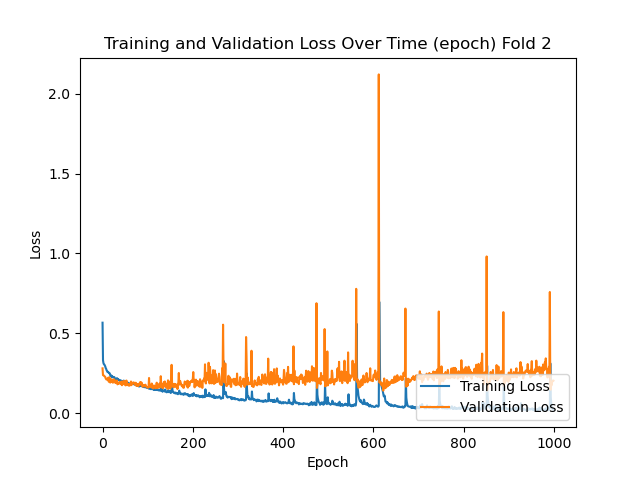 Training and Validation Loss Over Time (epoch) Fold 2
2.0
1.5
1.0
0.5
0.0
Loss
0
200
400
600
800
1000
Epoch
Training Loss
Validation Loss